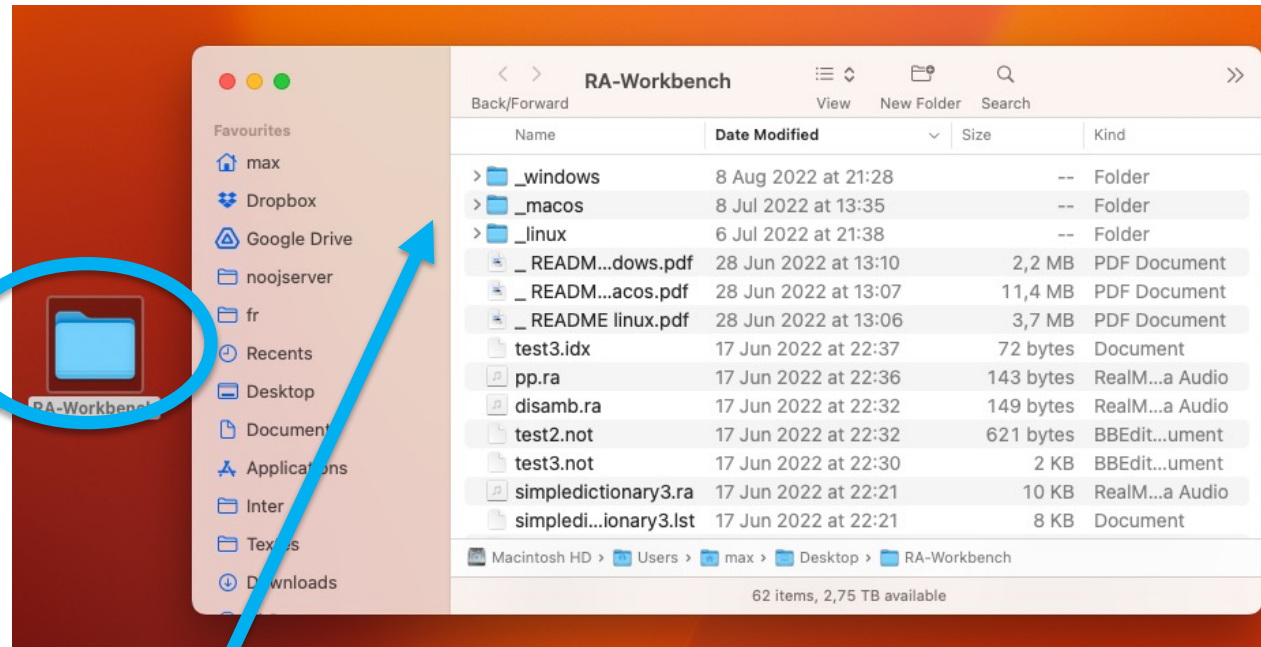 RA-Workbench
Back/Forward View New Folder Search
Favourites
max
Dropbox
Google Drive
noojserver
fr
Recents
Desktop
Document
Applications
Inter
Textes
Downloads
RA-Workbench
Name Date Modified Size Kind
_windows 8 Aug 2022 at 21:28 -- Folder
_macos 8 Jul 2022 at 13:35 -- Folder
_linux 6 Jul 2022 at 21:38 -- Folder
_ READM...dows.pdf 28 Jun 2022 at 13:10 2,2 MB PDF Document
_ READM...acos.pdf 28 Jun 2022 at 13:07 11,4 MB PDF Document
_ README linux.pdf 28 Jun 2022 at 13:06 3,7 MB PDF Document
test3.idx 17 Jun 2022 at 22:37 72 bytes Document
pp.ra 17 Jun 2022 at 22:36 143 bytes RealM...a Audio
disamb.ra 17 Jun 2022 at 22:32 149 bytes RealM...a Audio
test2.not 17 Jun 2022 at 22:32 621 bytes BBEdit...ument
test3.not 17 Jun 2022 at 22:30 2 KB BBEdit...ument
simpledictionary3.ra 17 Jun 2022 at 22:21 10 KB RealM...a Audio
simpledi...ionary3.lst 17 Jun 2022 at 22:21 8 KB Document
Macintosh HD › Users › max › Desktop › RA-Workbench
62 items, 2,75 TB available